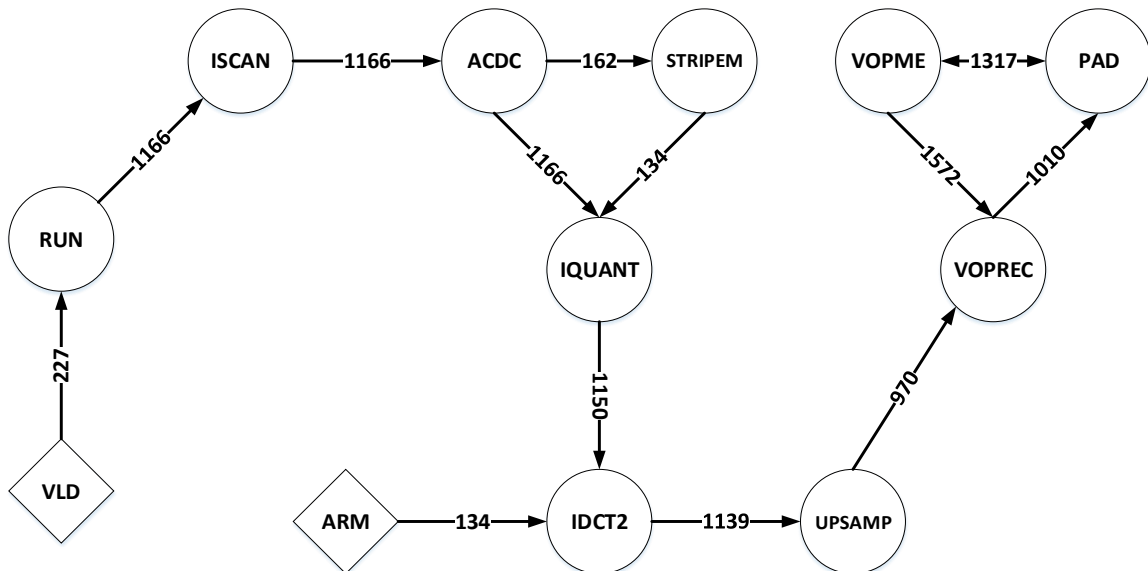 ISCAN
1166
ACDC
162
STRIPEM
VOPME
1317
PAD
1166
1166
134
1572
1010
RUN
IQUANT
VOPREC
227
1150
970
VLD
ARM
134
IDCT2
1139
UPSAMP